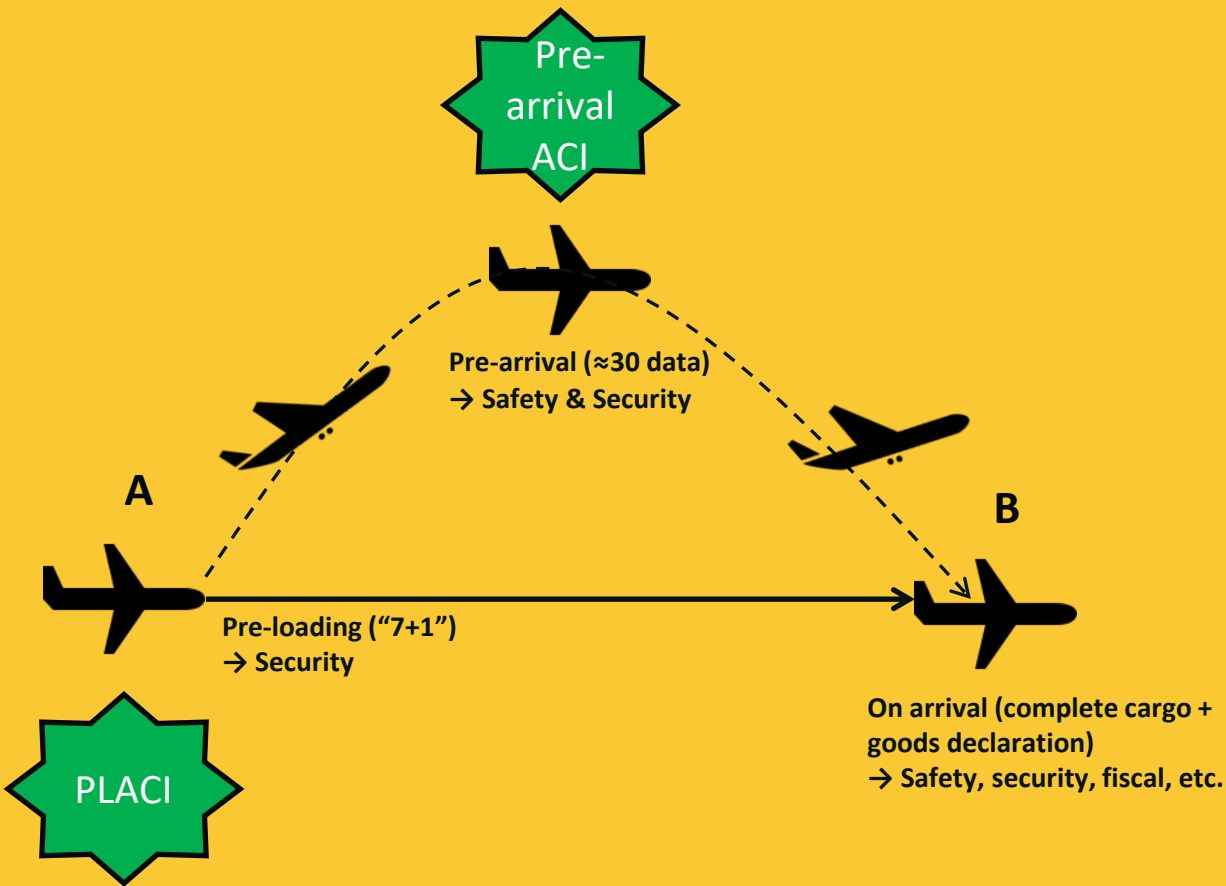 Pre-
arrival
ACI
Pre-arrival (≈30 data)
→ Safety & Security
A
B
Pre-loading (“7+1”)
→ Security
On arrival (complete cargo +
goods declaration)
→ Safety, security, fiscal, etc.
PLACI